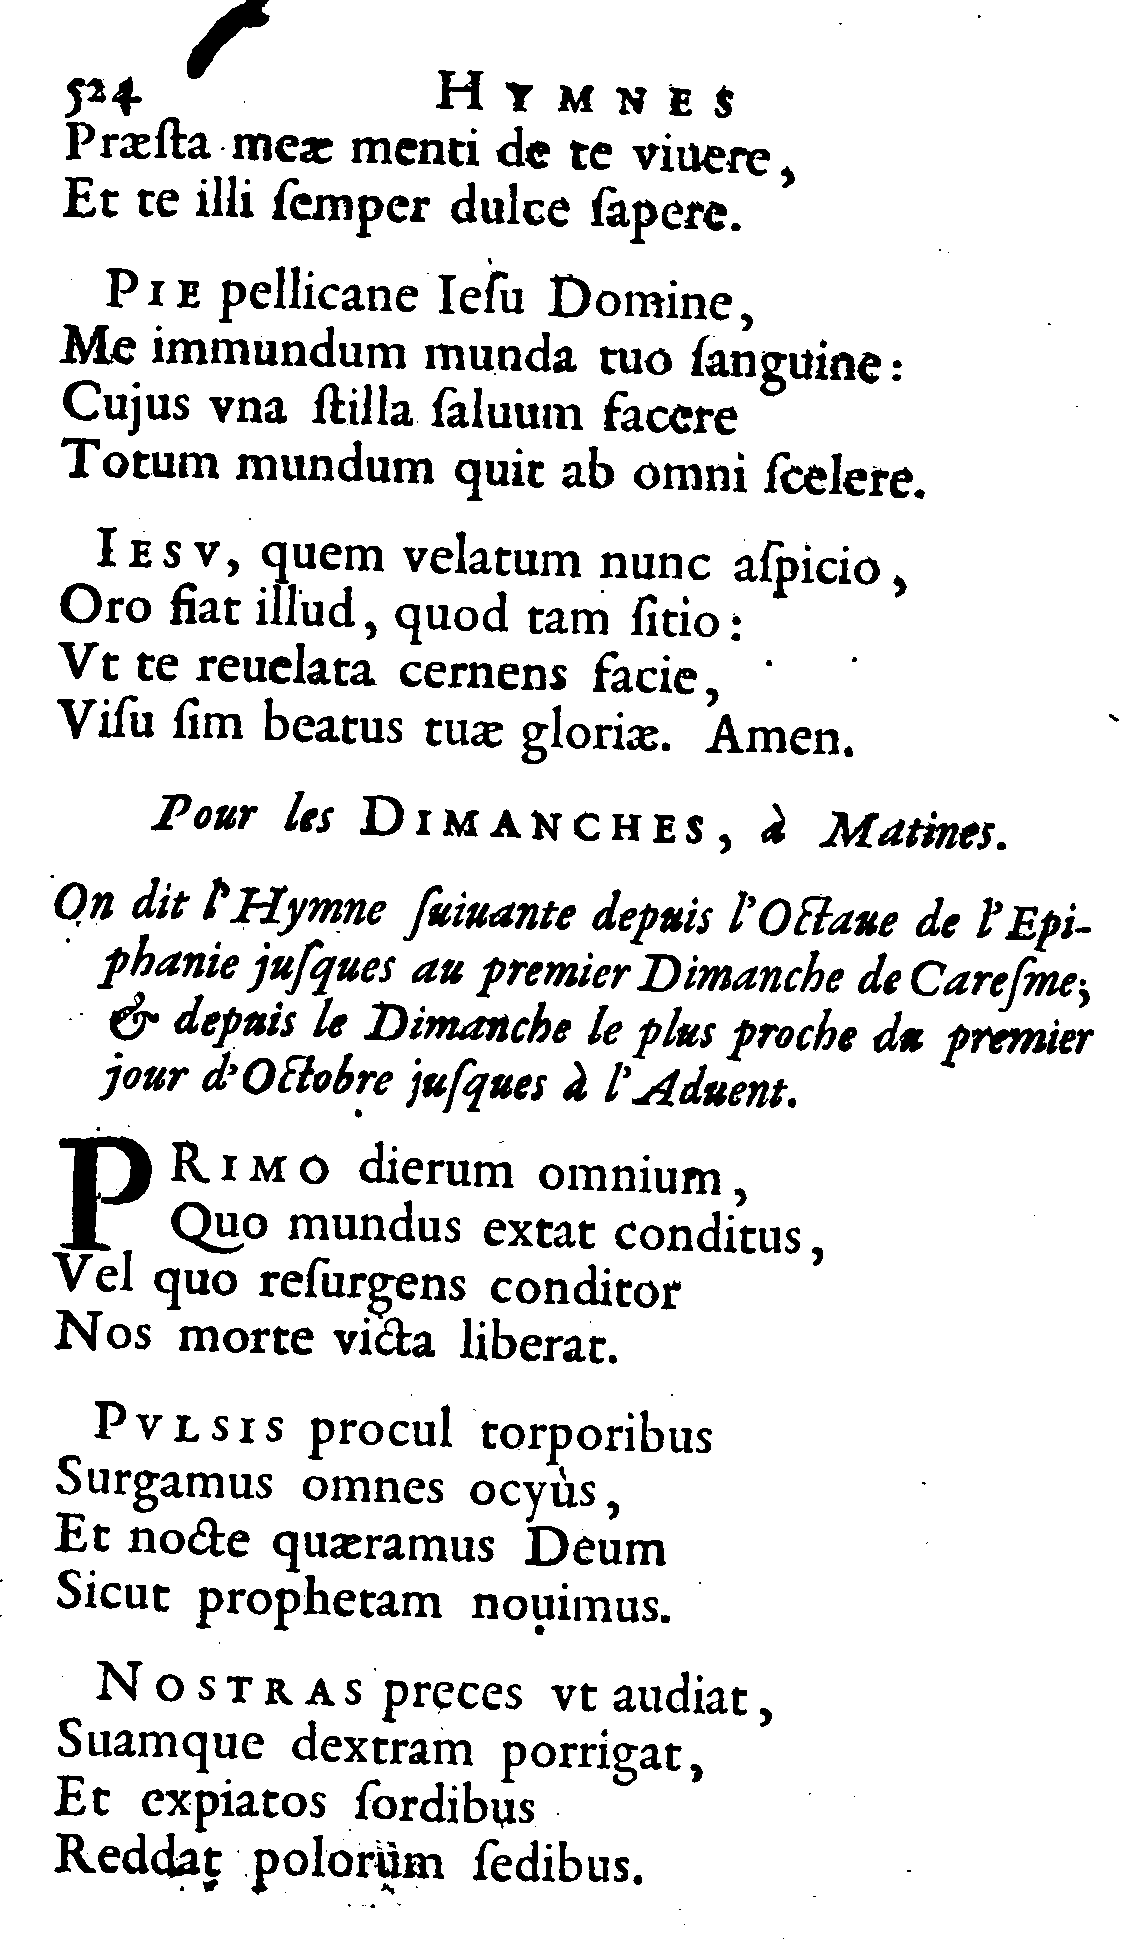 524 HYMNES
Præſta meæ menti de te viuere,
Et te illi ſemper dulce ſapere.
PIE pellicane Ieſu Domine,
Me immundum munda tuo ſanguine:
Cujus vna ſtilla ſaluum facere
Totum mundum quit ab omni ſcelere.
IESV, quem velatum nunc aſpicio,
Oro fiat illud, quod tam ſitio:
Vt te reuelata cernens facie,
Viſu ſim beatus tuæ gloriæ. Amen.
Pour les DIMANCHES, à Matines.
On dit l'Hymne ſuiuante depuis l'Octaue de l'Epi-
phanie juſques au premier Dimanche de Careſme;
& depuis le Dimanche le plus proche du premier
jour d'Octobre juſques à l'Aduent.
PRIMO dierum omnium,
Quo mundus extat conditus,
Vel quo reſurgens conditor
Nos morte victa liberat.
PVLSIS procul torporibus
Surgamus omnes ocyùs,
Et nocte quæramus Deum
Sicut prophetam nouimus.
NOSTRAS preces vt audiat,
Suamque dextram porrigat,
Et expiatos ſordibus
Reddat polorum ſedibus.